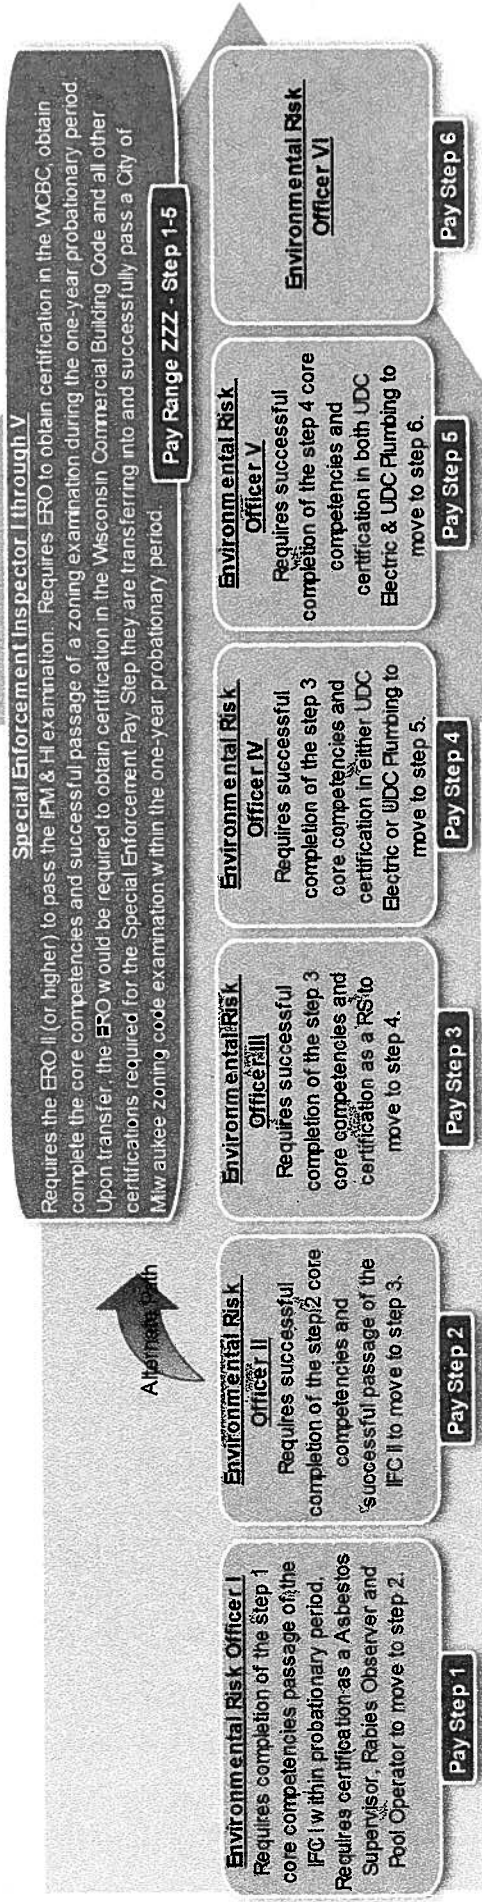 Special Enforcement Inspector I through V
Requires the ERO II (or higher) to pass the IPM & HI examination.  Requires ERO to obtain certification in the WCBC, obtain
complete the core competencies and successful passage of a zoning examination during the one-year probationary period.
Upon transfer, the ERO would be required to obtain certification in the Wisconsin Commercial Building Code and all other
certifications required for the Special Enforcement Pay Step they are transferring into and successfully pass a City of
Milwaukee zoning code examination within the one-year probationary period.
Pay Range ZZZ - Step 1-5
Alternate Path
Environmental Risk Officer I
Requires completion of the step 1
core competencies passage of the
IFC I within probationary period,
Requires certification as a Asbestos
Supervisor, Rabies Observer and
Pool Operator to move to step 2.
Pay Step 1
Environmental Risk
Officer II
Requires successful
completion of the step 2 core
competencies and
successful passage of the
IFC II to move to step 3.
Pay Step 2
Environmental Risk
Officer III
Requires successful
completion of the step 3
core competencies and
certification as a RS to
move to step 4.
Pay Step 3
Environmental Risk
Officer IV
Requires successful
completion of the step 3
core competencies and
certification in either UDC
Electric or UDC Plumbing to
move to step 5.
Pay Step 4
Environmental Risk
Officer V
Requires successful
completion of the step 4 core
competencies and
certification in both UDC
Electric & UDC Plumbing to
move to step 6.
Pay Step 5
Environmental Risk
Officer VI
Pay Step 6